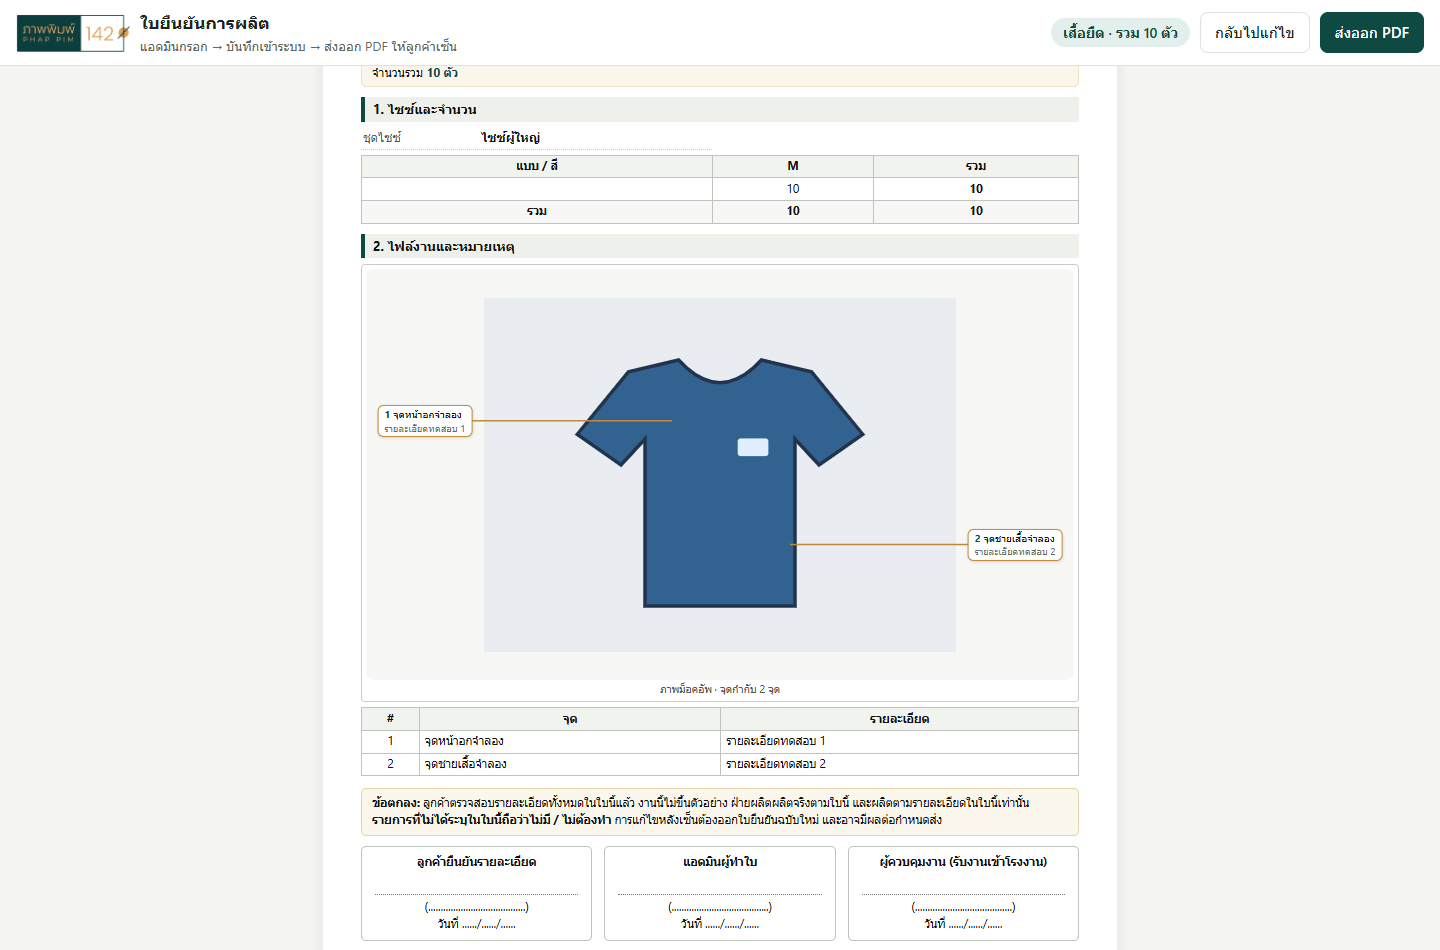 ภาพพิมพ์ 142
PHAP PIM
ใบยืนยันการผลิต
แอดมินกรอก → บันทึกเข้าระบบ → ส่งออก PDF ให้ลูกค้าเซ็น
เสื้อยืด · รวม 10 ตัว
กลับไปแก้ไข
ส่งออก PDF
จำนวนรวม 10 ตัว
1. ไซซ์และจำนวน
ชุดไซซ์ ไซซ์ผู้ใหญ่
แบบ / สี M รวม
10 10
รวม 10 10
2. ไฟล์งานและหมายเหตุ
1 จุดหน้าอกจำลอง
รายละเอียดทดสอบ 1
2 จุดชายเสื้อจำลอง
รายละเอียดทดสอบ 2
ภาพม็อคอัพ · จุดกำกับ 2 จุด
# จุด รายละเอียด
1 จุดหน้าอกจำลอง รายละเอียดทดสอบ 1
2 จุดชายเสื้อจำลอง รายละเอียดทดสอบ 2
ข้อตกลง: ลูกค้าตรวจสอบรายละเอียดทั้งหมดในใบนี้แล้ว งานนี้ไม่ขึ้นตัวอย่าง ฝ่ายผลิตผลิตจริงตามใบนี้ และผลิตตามรายละเอียดในใบนี้เท่านั้น
รายการที่ไม่ได้ระบุในใบนี้ถือว่าไม่มี / ไม่ต้องทำ การแก้ไขหลังเซ็นต้องออกใบยืนยันฉบับใหม่ และอาจมีผลต่อกำหนดส่ง
ลูกค้ายืนยันรายละเอียด
(.......................................)
วันที่ ....../....../......
แอดมินผู้ทำใบ
(.......................................)
วันที่ ....../....../......
ผู้ควบคุมงาน (รับงานเข้าโรงงาน)
(.......................................)
วันที่ ....../....../......